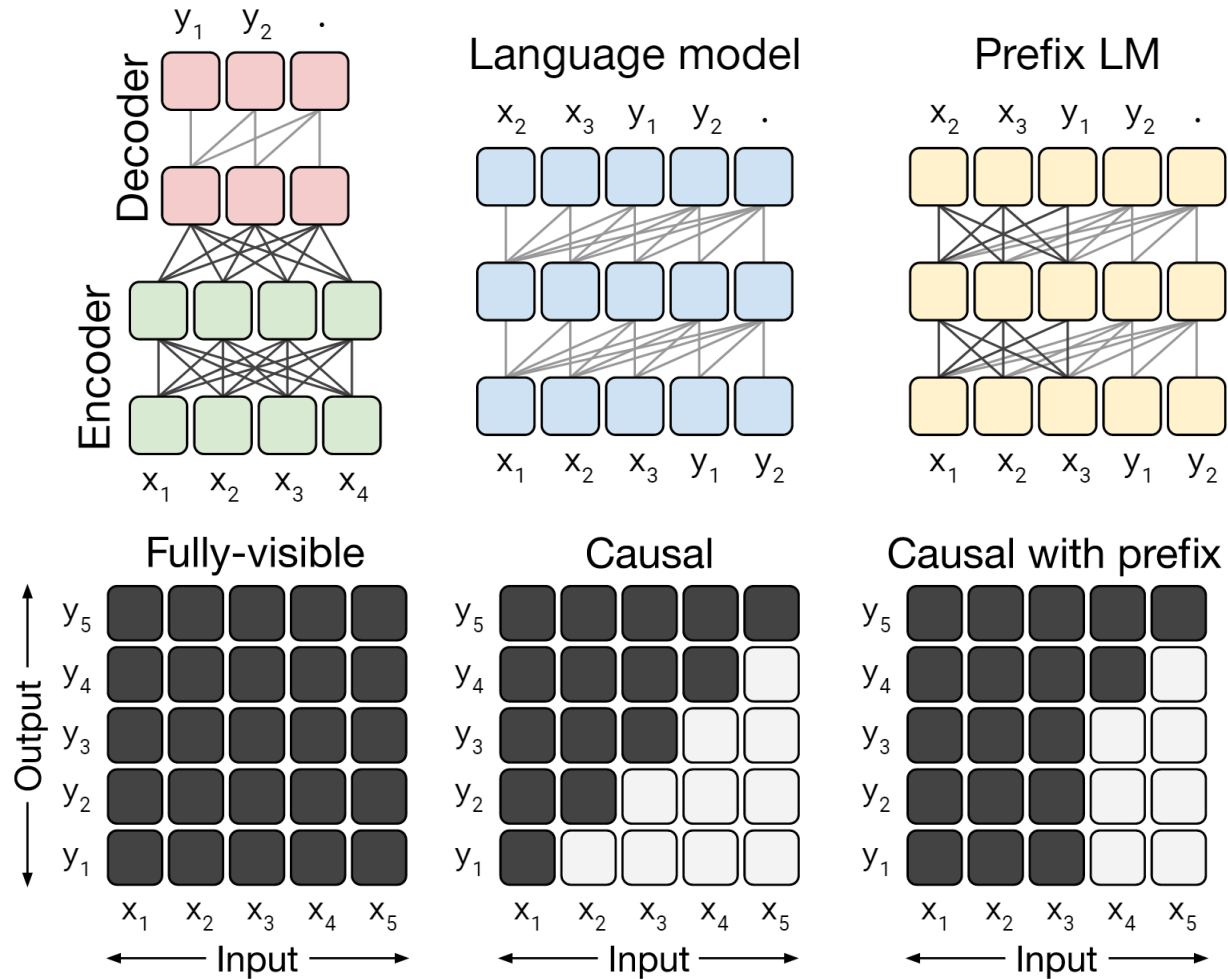 y₁ y₂ .
Decoder
Encoder
x₁ x₂ x₃ x₄
Language model
x₂ x₃ y₁ y₂ .
x₁ x₂ x₃ y₁ y₂
Prefix LM
x₂ x₃ y₁ y₂ .
x₁ x₂ x₃ y₁ y₂
Fully-visible
Output
y₅
y₄
y₃
y₂
y₁
x₁ x₂ x₃ x₄ x₅
Input
Causal
y₅
y₄
y₃
y₂
y₁
x₁ x₂ x₃ x₄ x₅
Input
Causal with prefix
y₅
y₄
y₃
y₂
y₁
x₁ x₂ x₃ x₄ x₅
Input